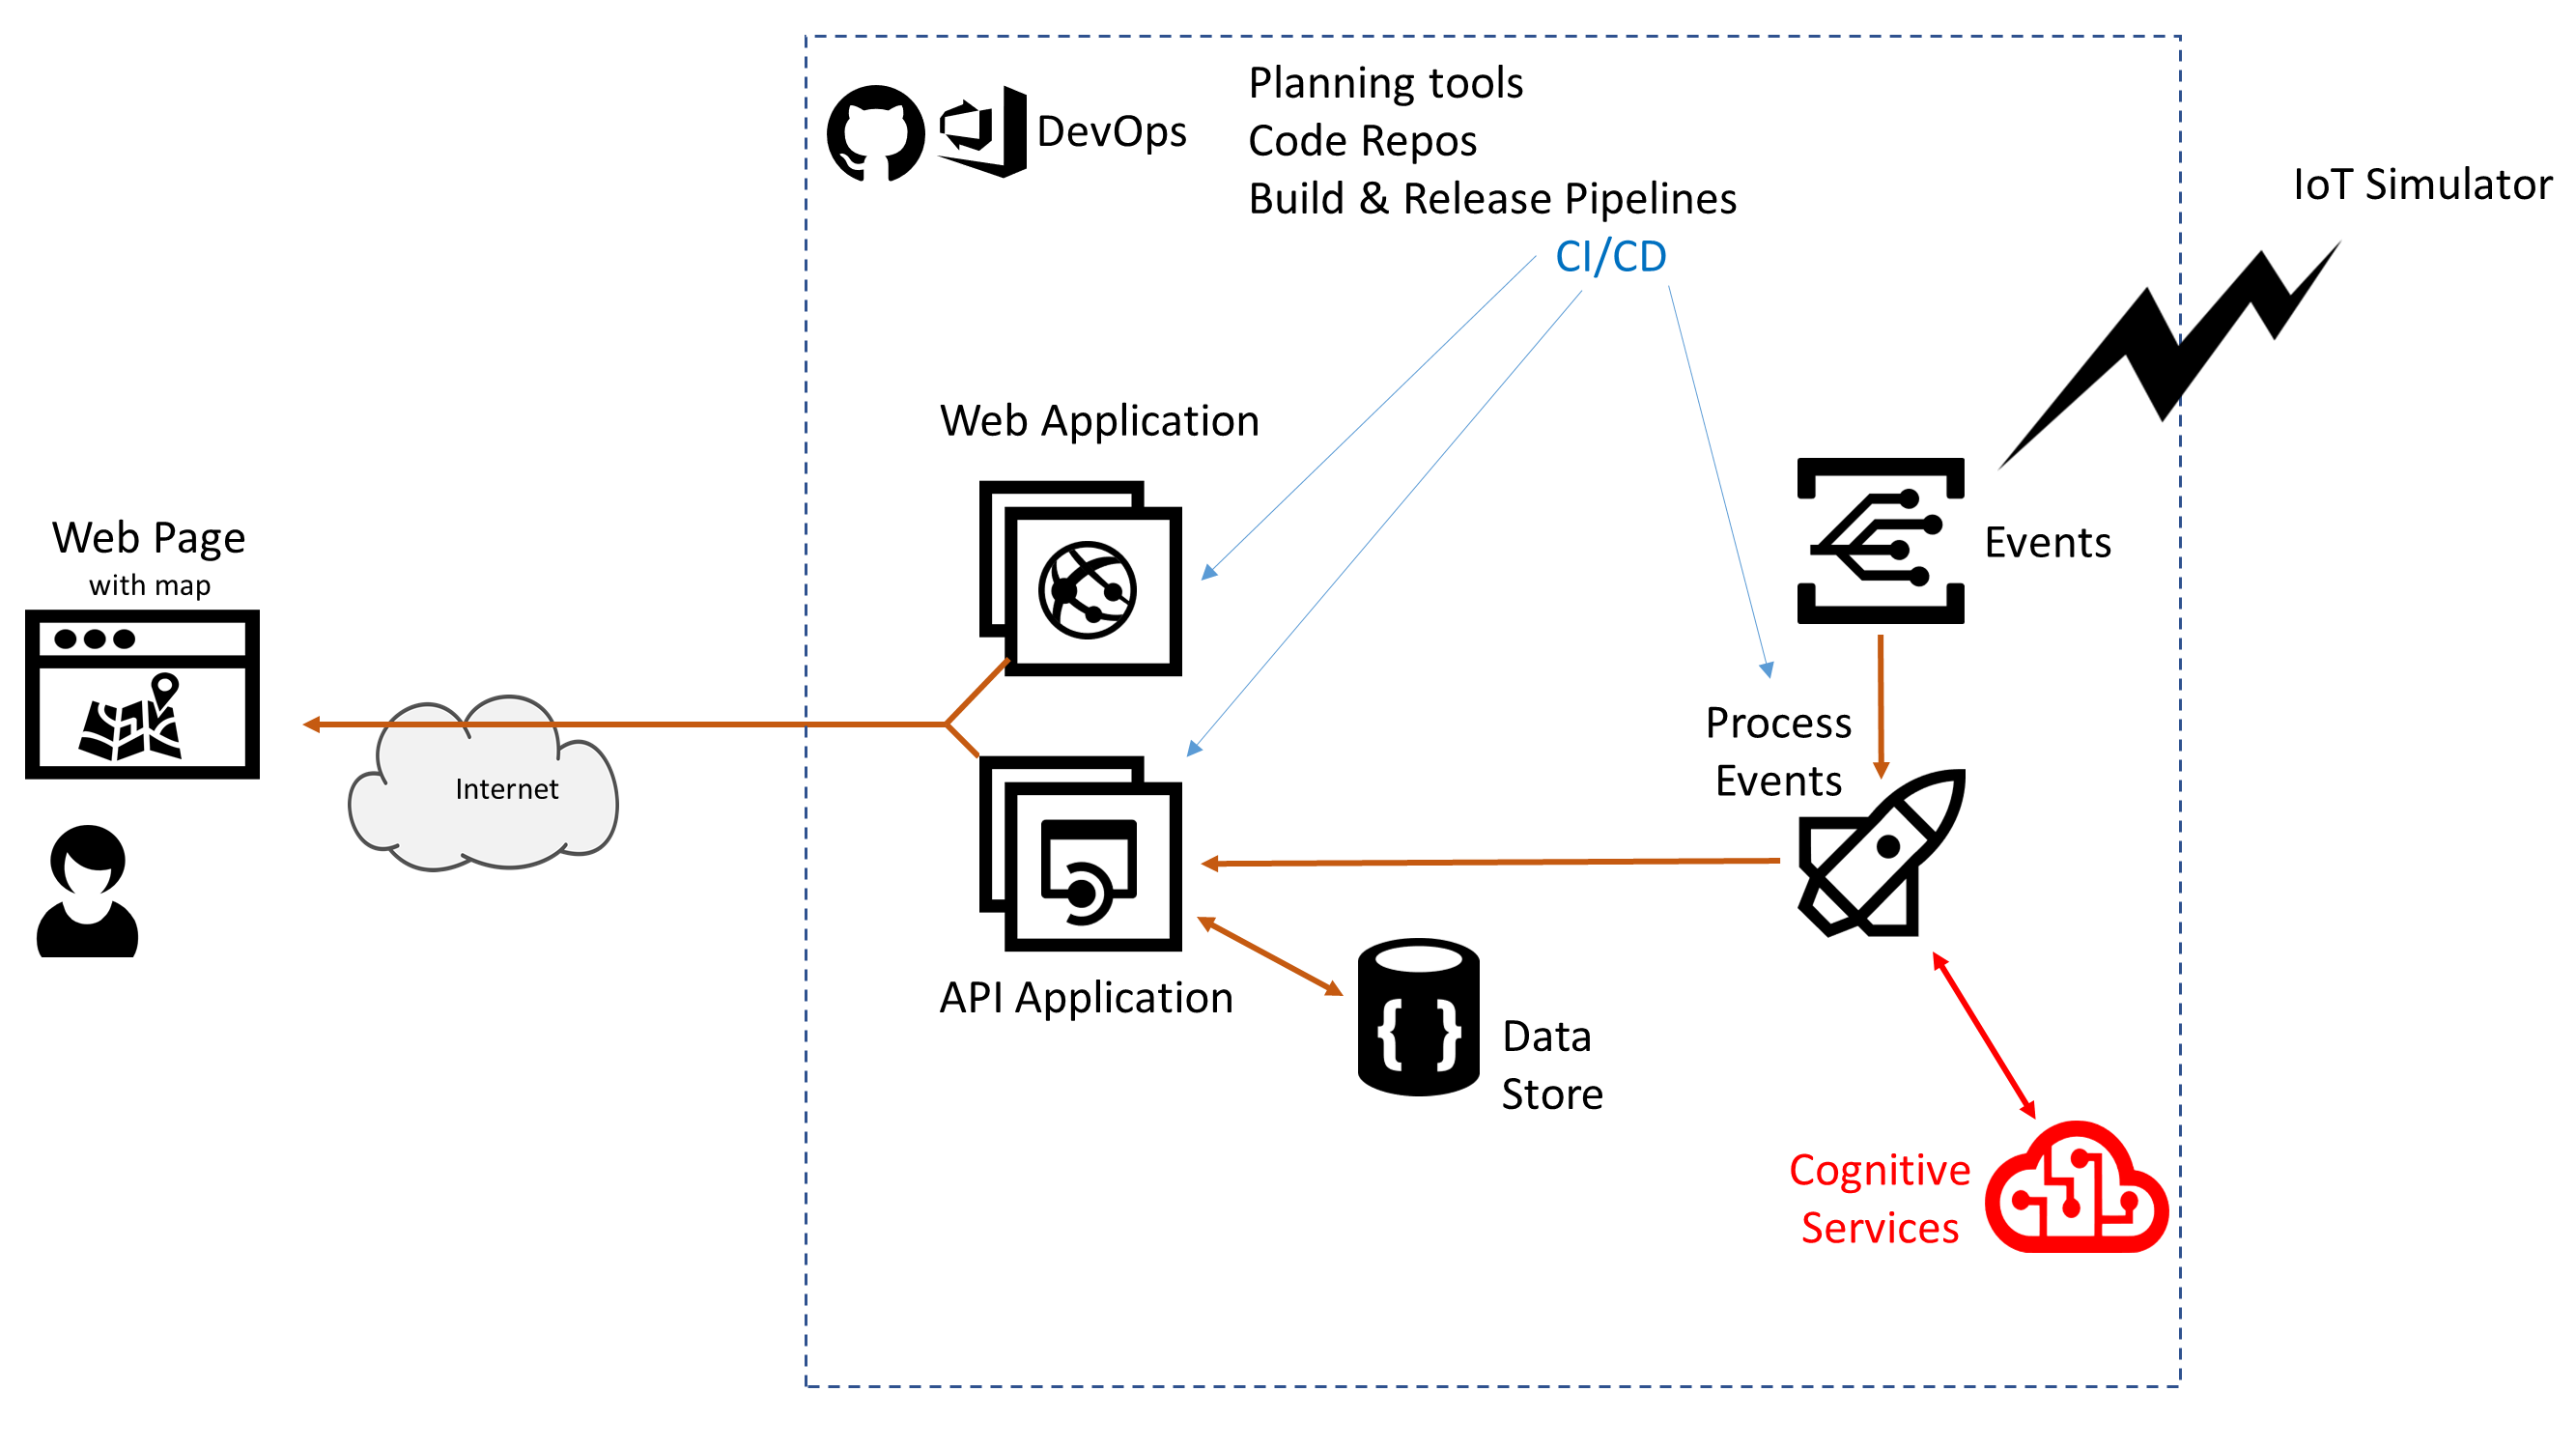 DevOps
Planning tools
Code Repos
Build & Release Pipelines
CI/CD
IoT Simulator
Web Application
Web Page
with map
Events
Internet
Process
Events
API Application
Data
Store
Cognitive
Services